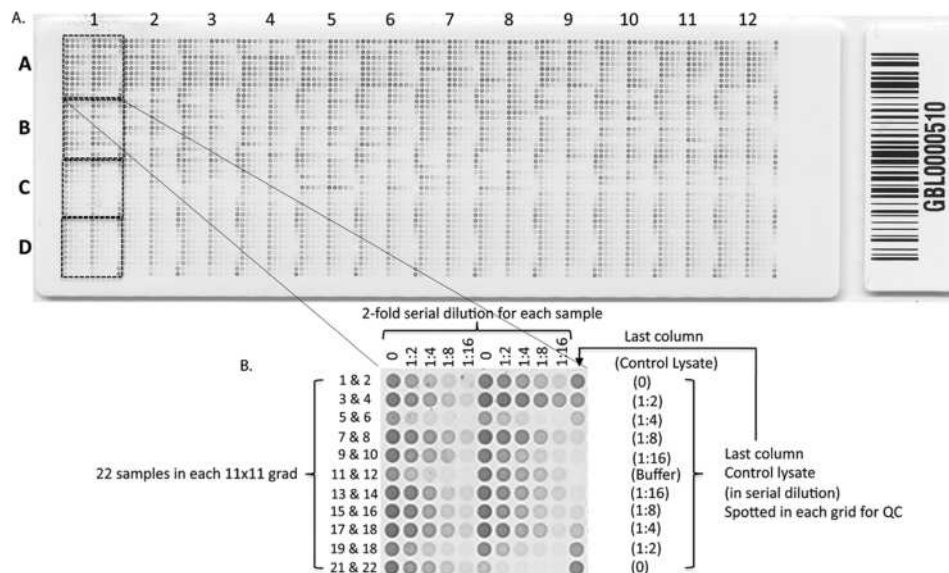 A.
1 2 3 4 5 6 7 8 9 10 11 12
A
B
C
D
GBL0000510
2-fold serial dilution for each sample
B.
0 1:2 1:4 1:8 1:16 0 1:2 1:4 1:8 1:16
Last column
(Control Lysate)
1 & 2 (0)
3 & 4 (1:2)
5 & 6 (1:4)
7 & 8 (1:8)
9 & 10 (1:16)
11 & 12 (Buffer)
13 & 14 (1:16)
15 & 16 (1:8)
17 & 18 (1:4)
19 & 18 (1:2)
21 & 22 (0)
22 samples in each 11x11 grad
Last column
Control lysate
(in serial dilution)
Spotted in each grid for QC